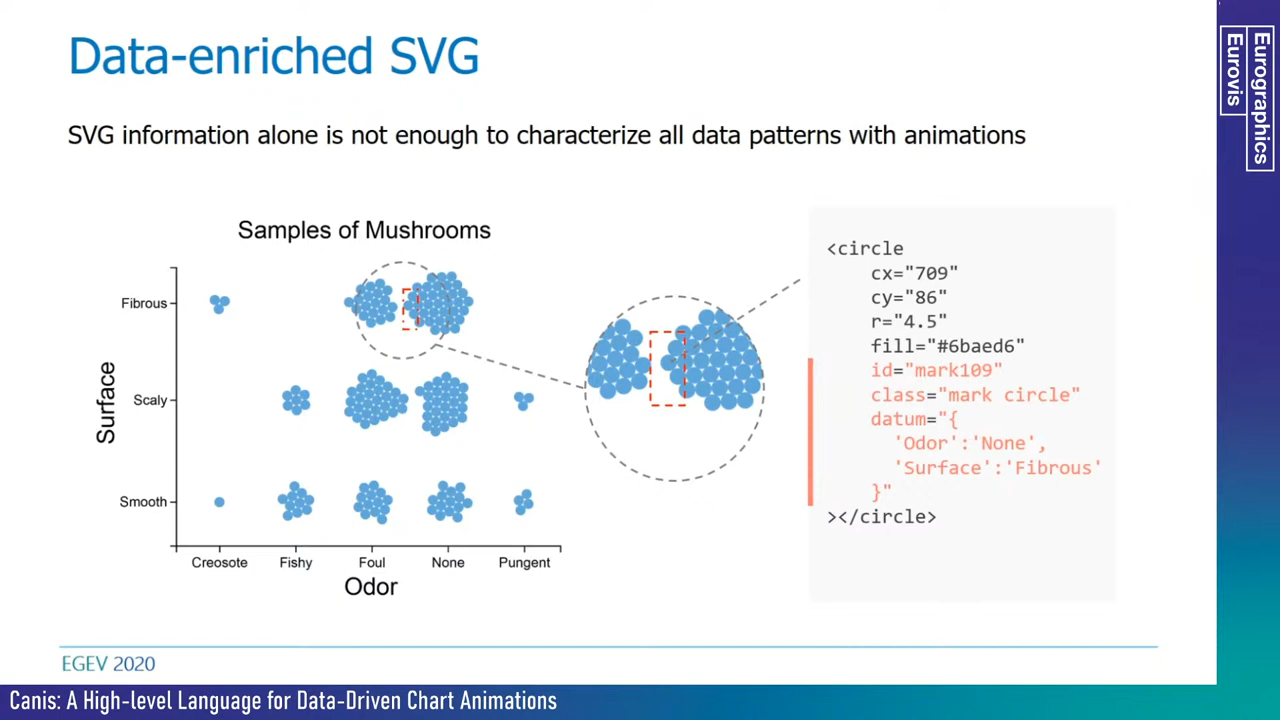 Data-enriched SVG
Eurographics
Eurovis
SVG information alone is not enough to characterize all data patterns with animations
Samples of Mushrooms
Surface
Fibrous
Scaly
Smooth
Creosote Fishy Foul None Pungent
Odor
<circle
cx="709"
cy="86"
r="4.5"
fill="#6baed6"
id="mark109"
class="mark circle"
datum="{
'Odor':'None',
'Surface':'Fibrous'
}"
></circle>
EGEV 2020
Canis: A High-level Language for Data-Driven Chart Animations